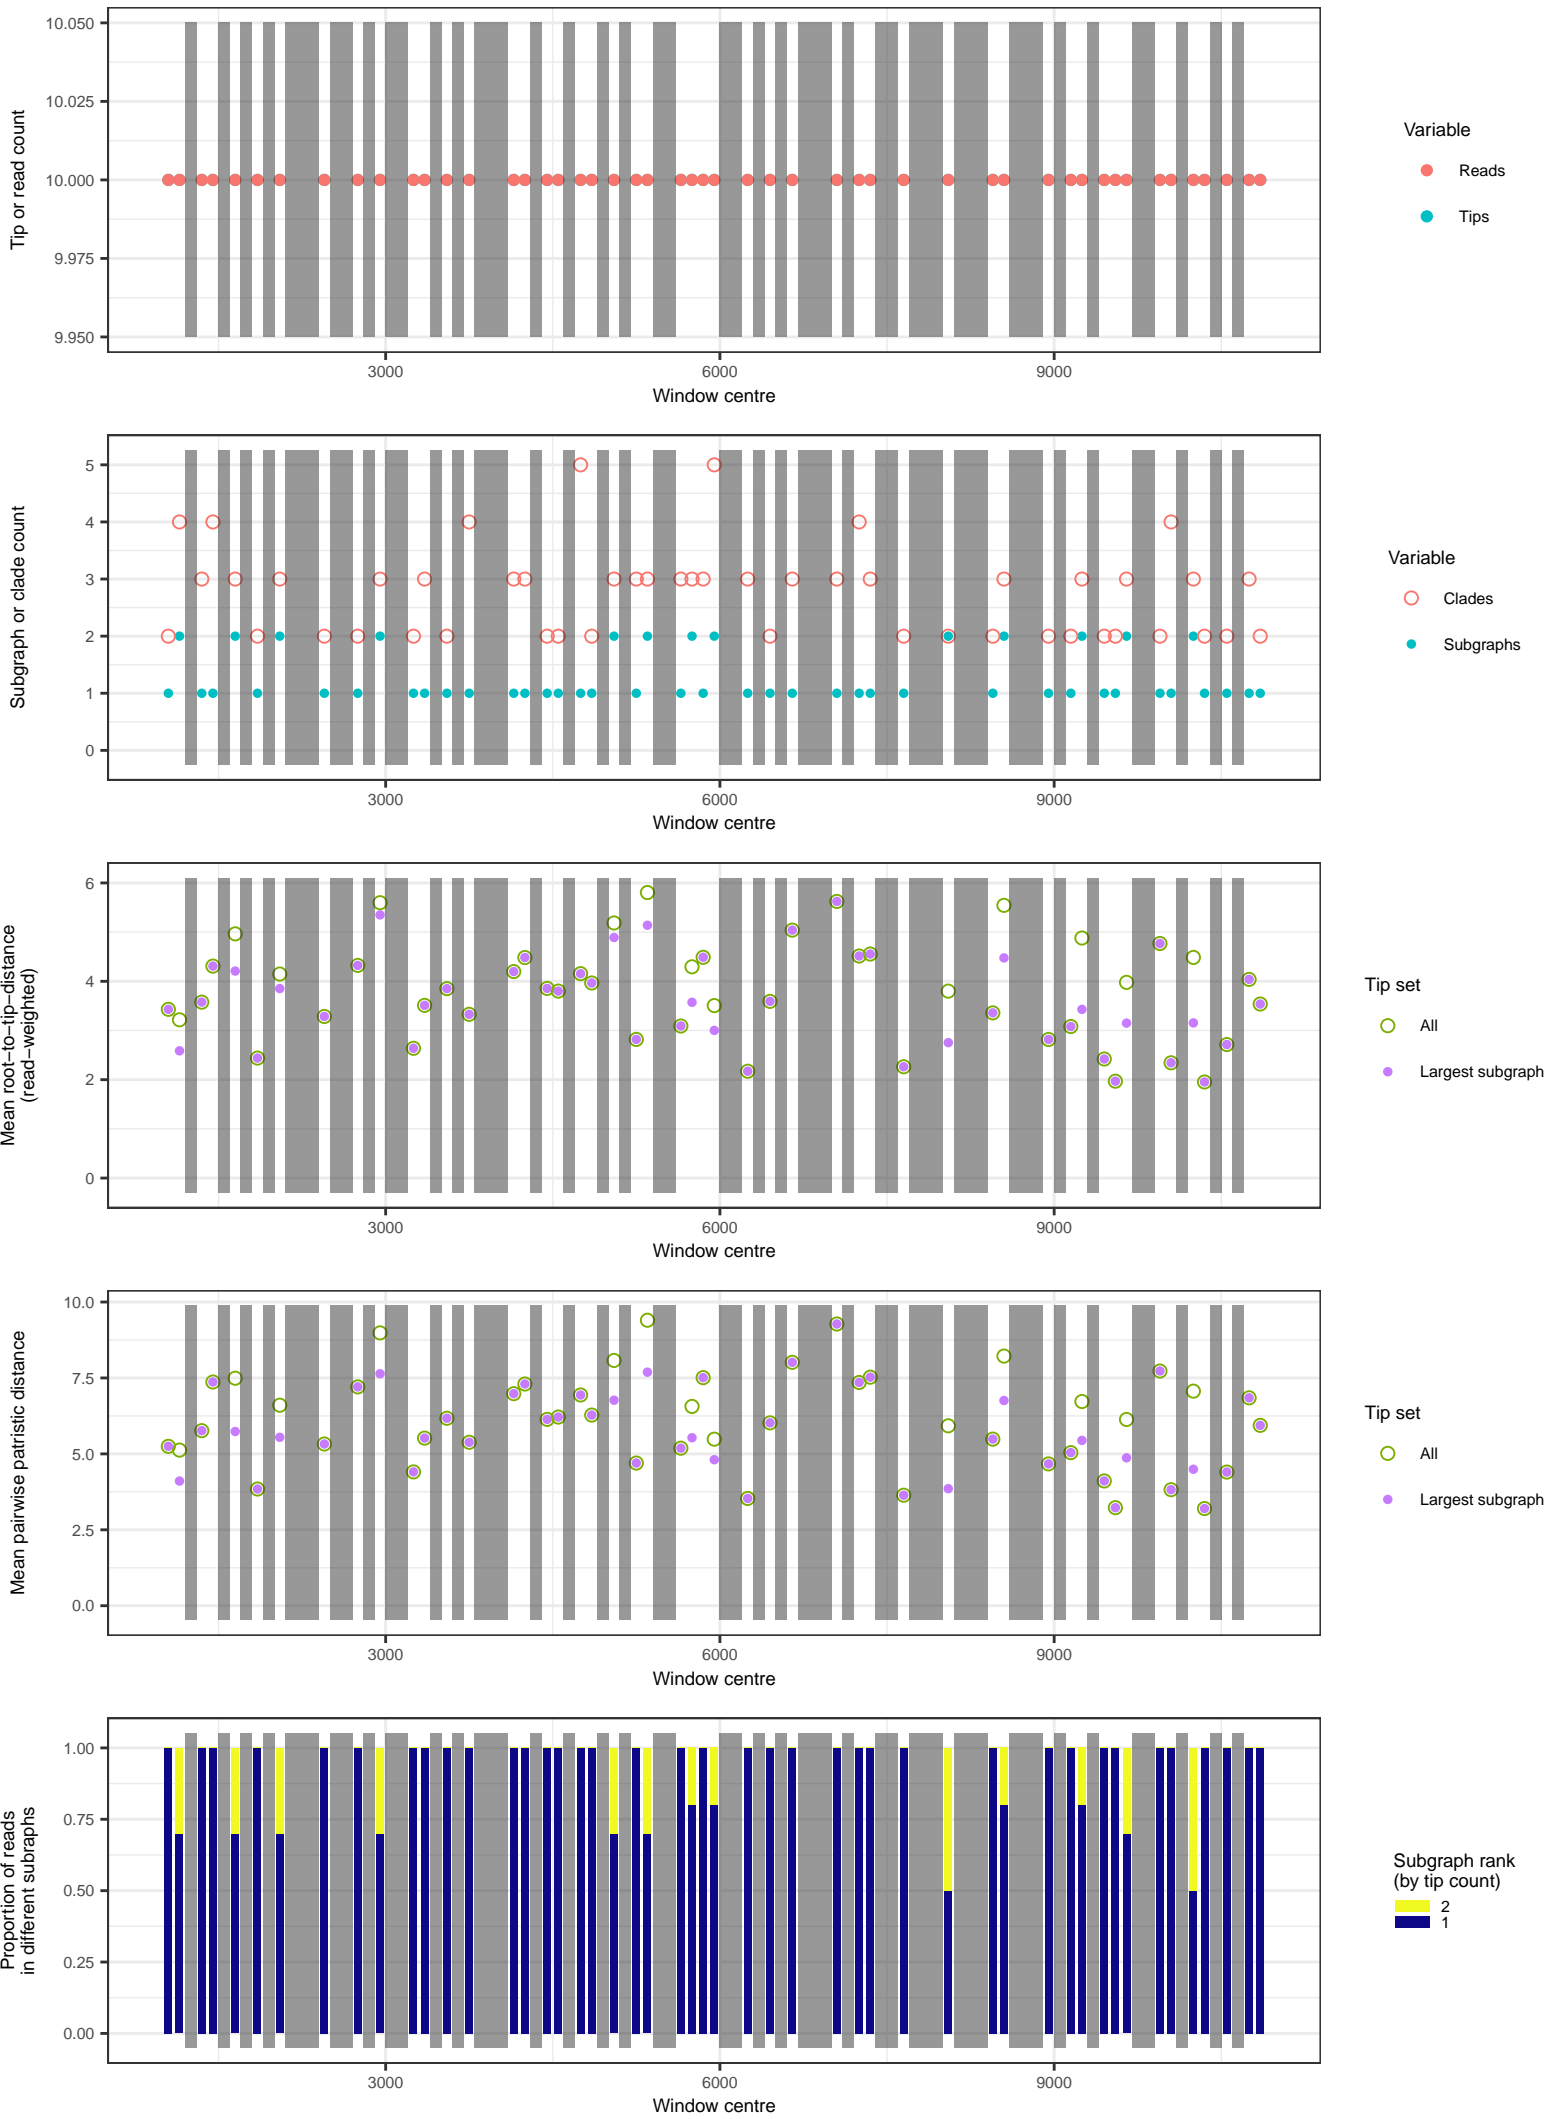 10.050
10.025
10.000
9.975
9.950
Tip or read count
3000
6000
9000
Window centre
Variable
Reads
Tips
5
4
3
2
1
0
Subgraph or clade count
3000
6000
9000
Window centre
Variable
Clades
Subgraphs
6
4
2
0
Mean root−to−tip−distance
(read−weighted)
3000
6000
9000
Window centre
Tip set
All
Largest subgraph
10.0
7.5
5.0
2.5
0.0
Mean pairwise patristic distance
3000
6000
9000
Window centre
Tip set
All
Largest subgraph
1.00
0.75
0.50
0.25
0.00
Proportion of reads
in different subraphs
3000
6000
9000
Window centre
Subgraph rank
(by tip count)
2
1